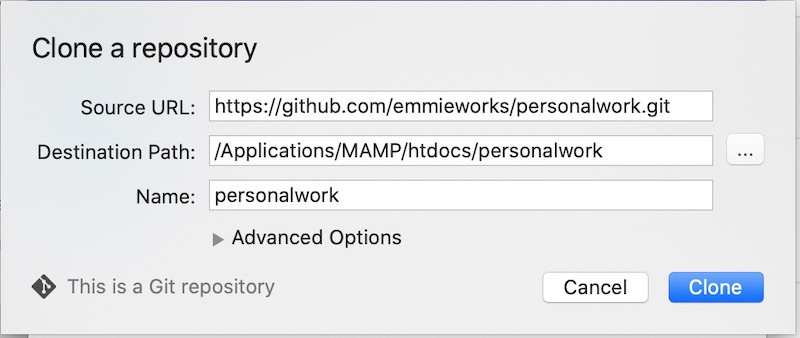 Clone a repository
Source URL: https://github.com/emmieworks/personalwork.git
Destination Path: /Applications/MAMP/htdocs/personalwork ...
Name: personalwork
Advanced Options
This is a Git repository Cancel Clone